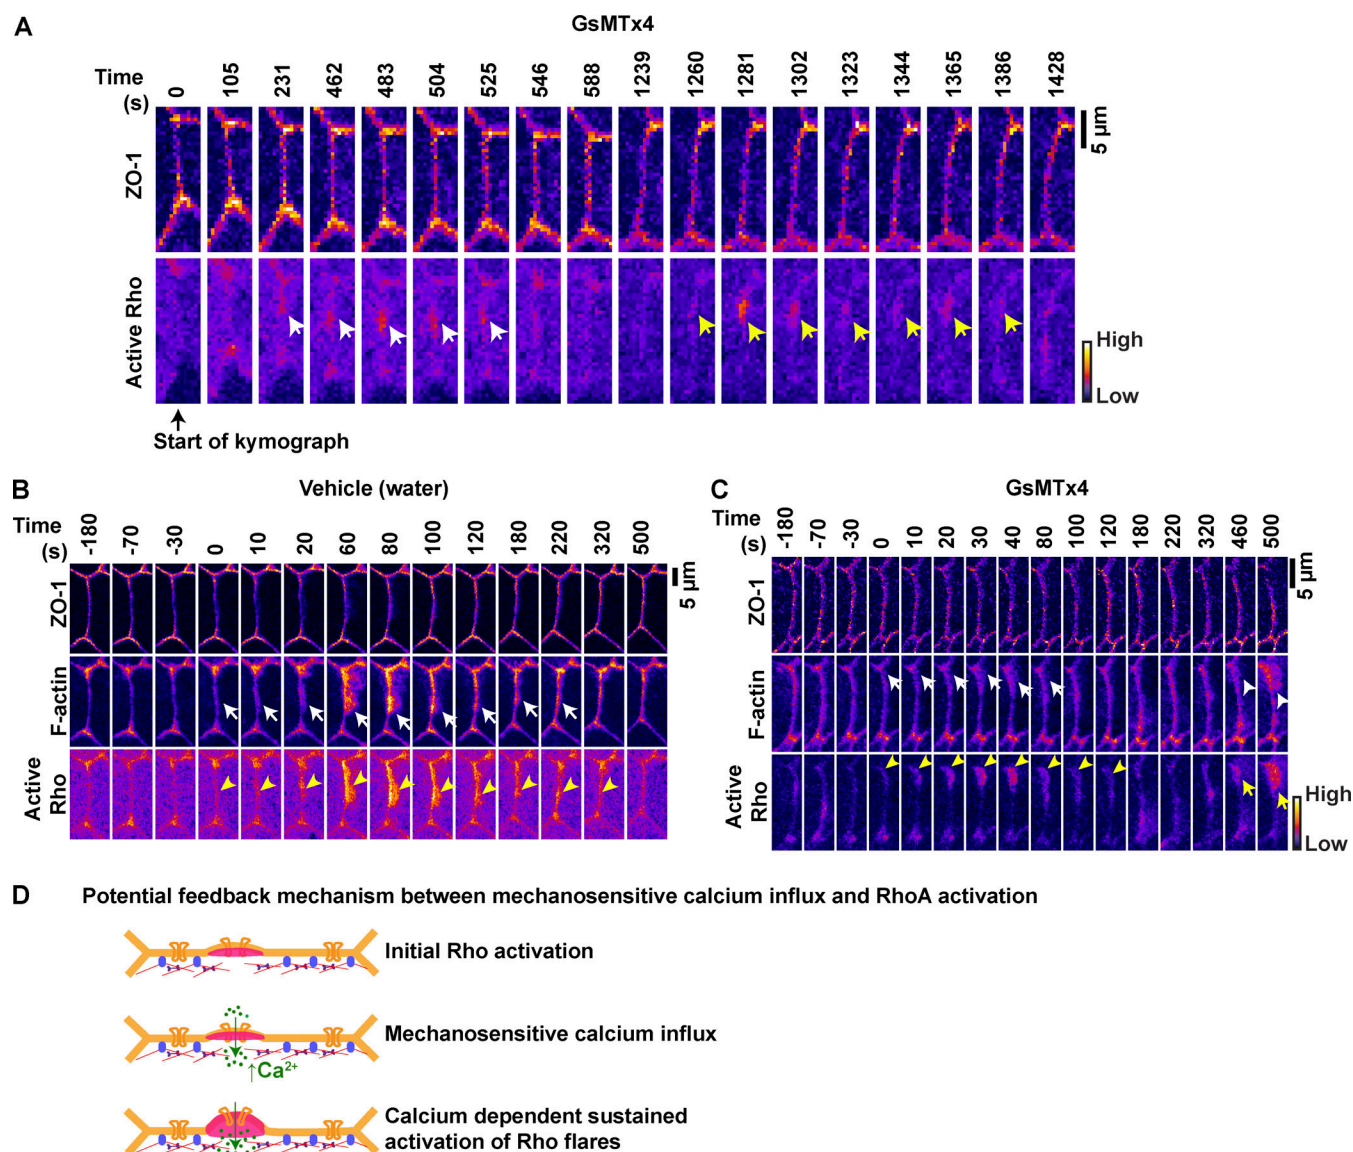 A
GsMTx4
Time (s) 0 105 231 462 483 504 525 546 588 1239 1260 1281 1302 1323 1344 1365 1386 1428
ZO-1
5 µm
Active Rho
High
Low
Start of kymograph
B
Vehicle (water)
Time (s) -180 -70 -30 0 10 20 60 80 100 120 180 220 320 500
ZO-1
5 µm
F-actin
Active Rho
C
GsMTx4
Time (s) -180 -70 -30 0 10 20 30 40 80 100 120 180 220 320 460 500
ZO-1
5 µm
F-actin
Active Rho
High
Low
D Potential feedback mechanism between mechanosensitive calcium influx and RhoA activation
Initial Rho activation
Mechanosensitive calcium influx
↑Ca²⁺
Calcium dependent sustained
activation of Rho flares